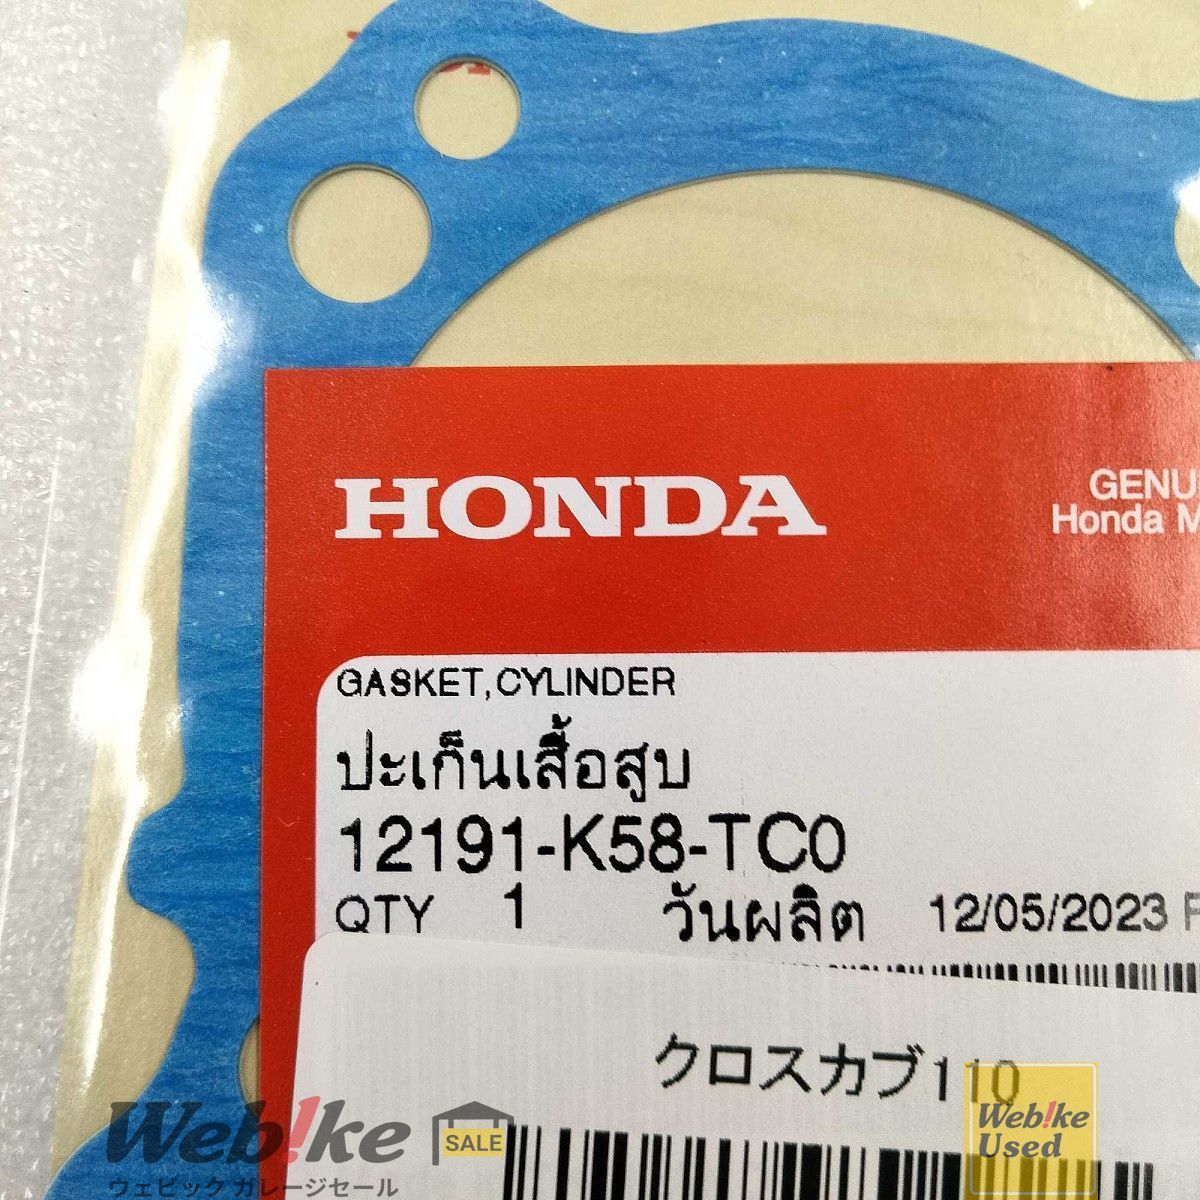 HONDA
GENU
Honda M
GASKET,CYLINDER
ปะเก็นเสื้อสูบ
12191-K58-TC0
QTY 1 วันผลิต 12/05/2023
クロスカブ110
Web!ke SALE
ウェビック ガレージセール
Web!ke
Used